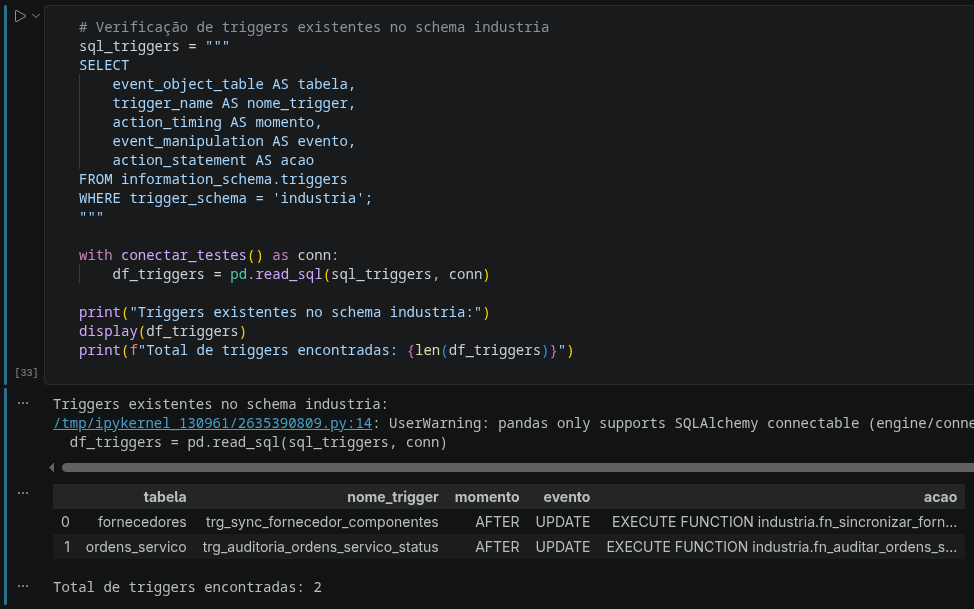 # Verificação de triggers existentes no schema industria
sql_triggers = """
SELECT
    event_object_table AS tabela,
    trigger_name AS nome_trigger,
    action_timing AS momento,
    event_manipulation AS evento,
    action_statement AS acao
FROM information_schema.triggers
WHERE trigger_schema = 'industria';
"""
with conectar_testes() as conn:
    df_triggers = pd.read_sql(sql_triggers, conn)
print("Triggers existentes no schema industria:")
display(df_triggers)
print(f"Total de triggers encontradas: {len(df_triggers)}")
[33]
... Triggers existentes no schema industria:
/tmp/ipykernel_130961/2635390809.py:14: UserWarning: pandas only supports SQLAlchemy connectable (engine/conne
  df_triggers = pd.read_sql(sql_triggers, conn)
...
tabela nome_trigger momento evento acao
0 fornecedores trg_sync_fornecedor_componentes AFTER UPDATE EXECUTE FUNCTION industria.fn_sincronizar_forn...
1 ordens_servico trg_auditoria_ordens_servico_status AFTER UPDATE EXECUTE FUNCTION industria.fn_auditar_ordens_s...
... Total de triggers encontradas: 2